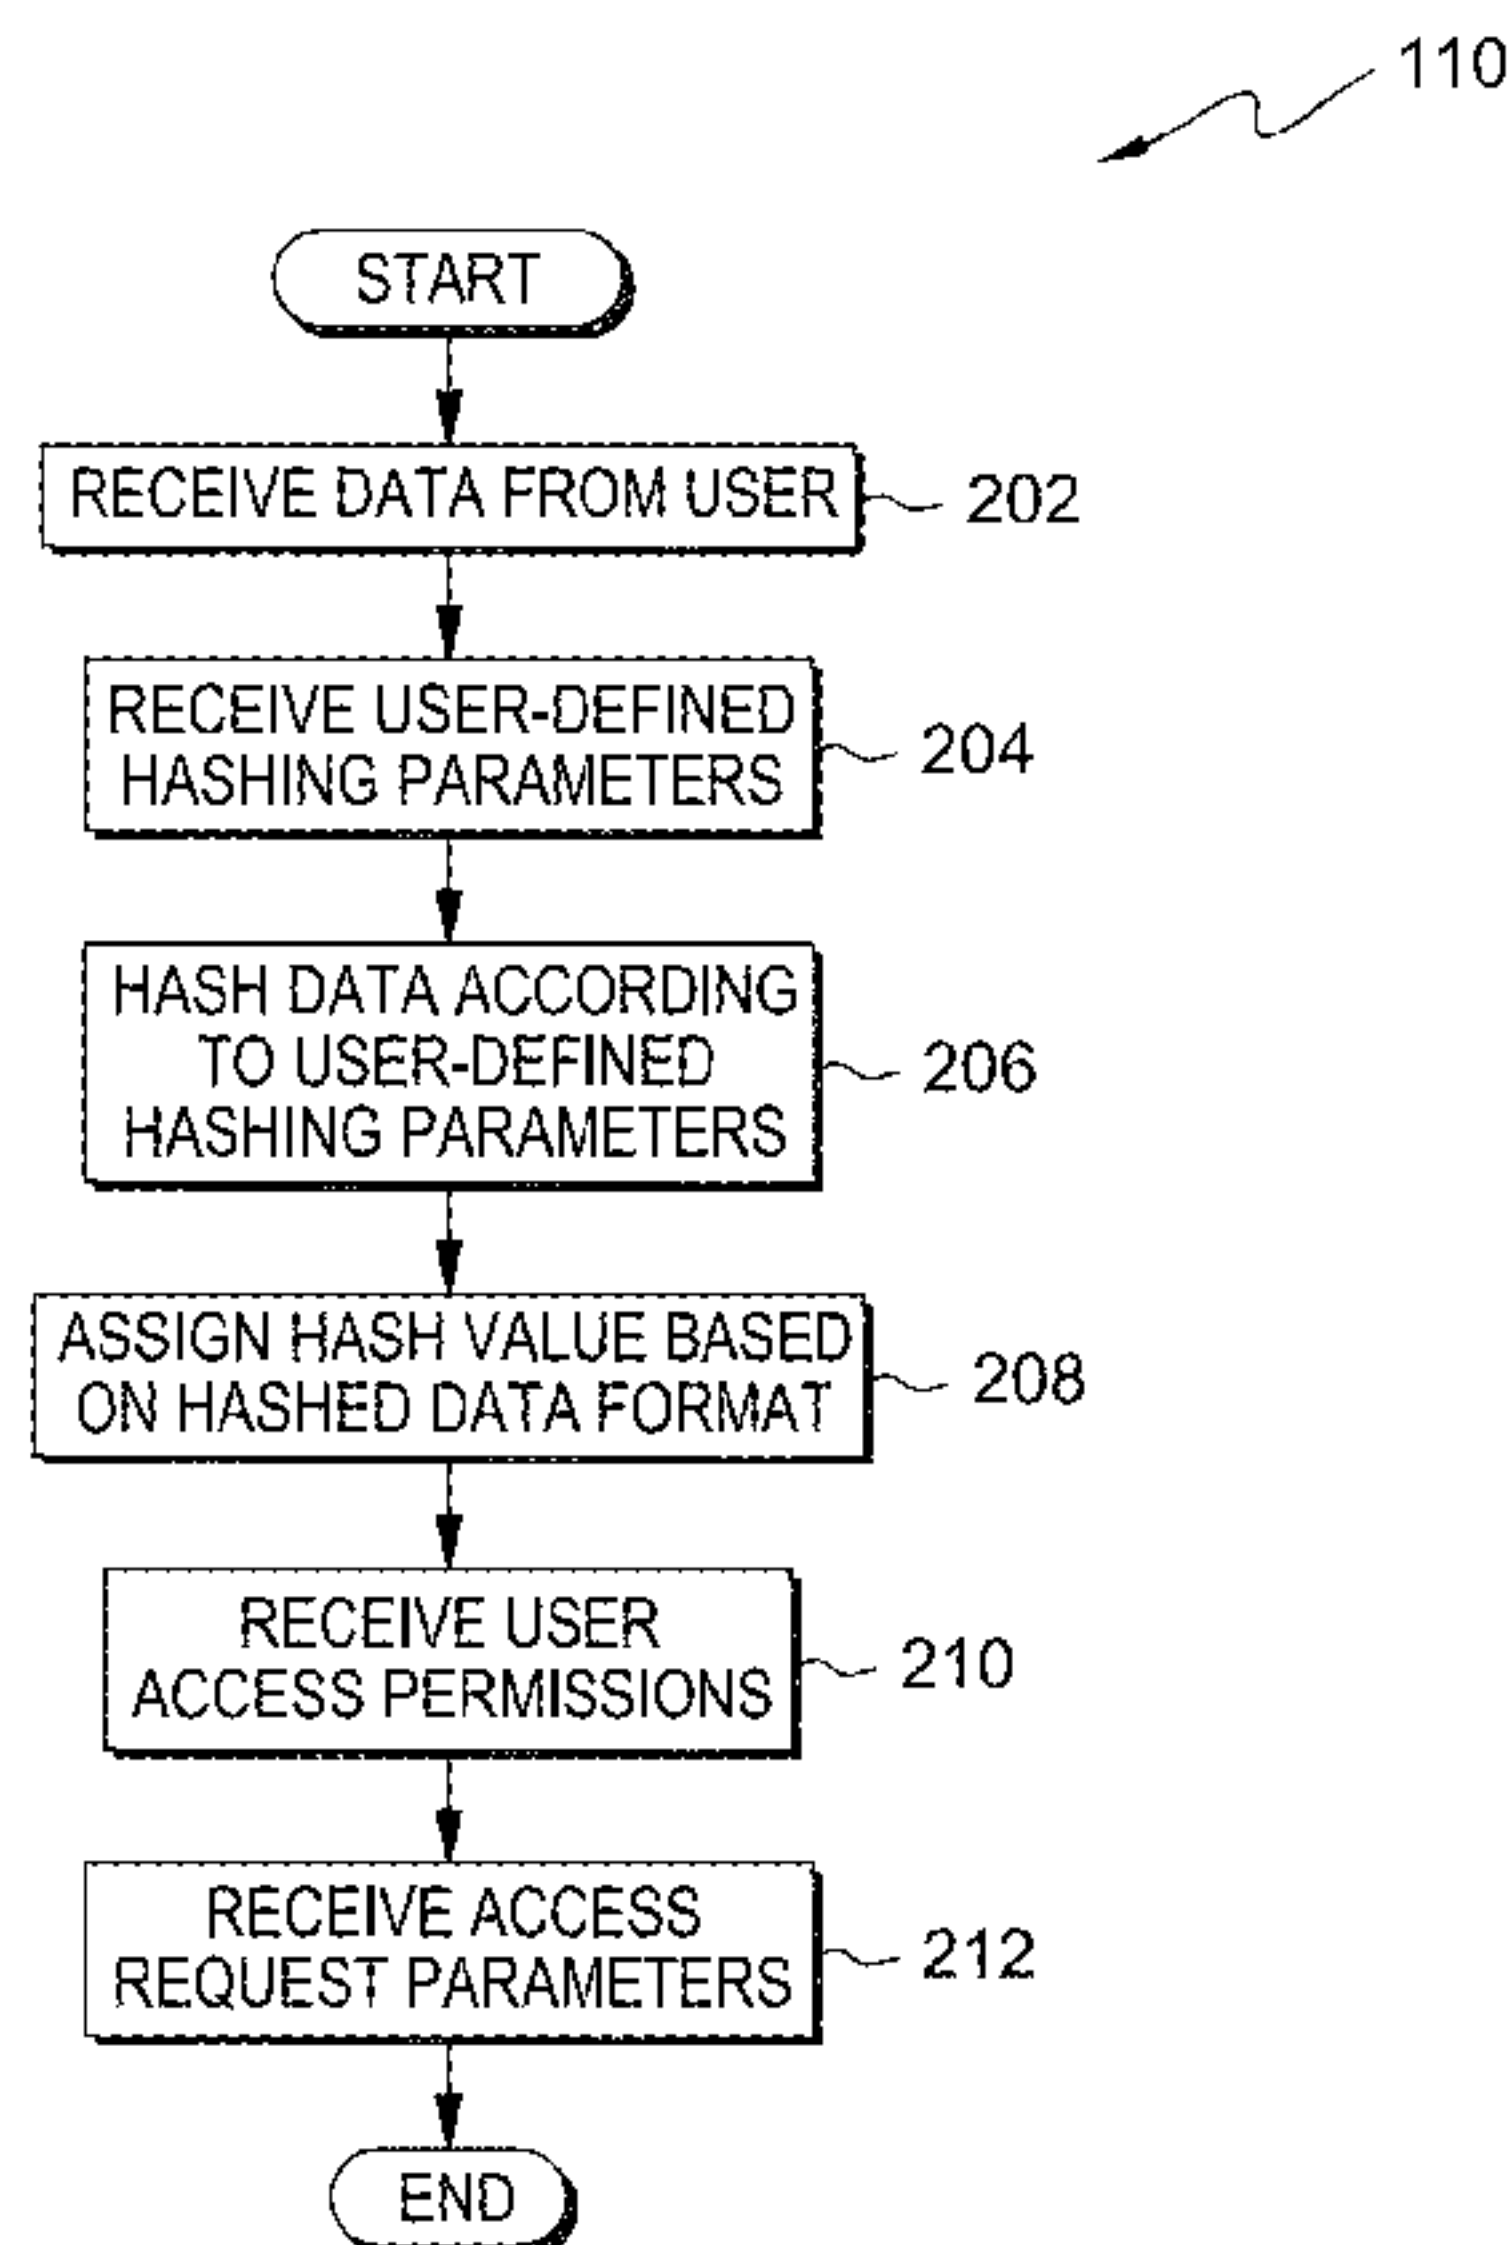 110
START
RECEIVE DATA FROM USER
202
RECEIVE USER-DEFINED
HASHING PARAMETERS
204
HASH DATA ACCORDING
TO USER-DEFINED
HASHING PARAMETERS
206
ASSIGN HASH VALUE BASED
ON HASHED DATA FORMAT
208
RECEIVE USER
ACCESS PERMISSIONS
210
RECEIVE ACCESS
REQUEST PARAMETERS
212
END